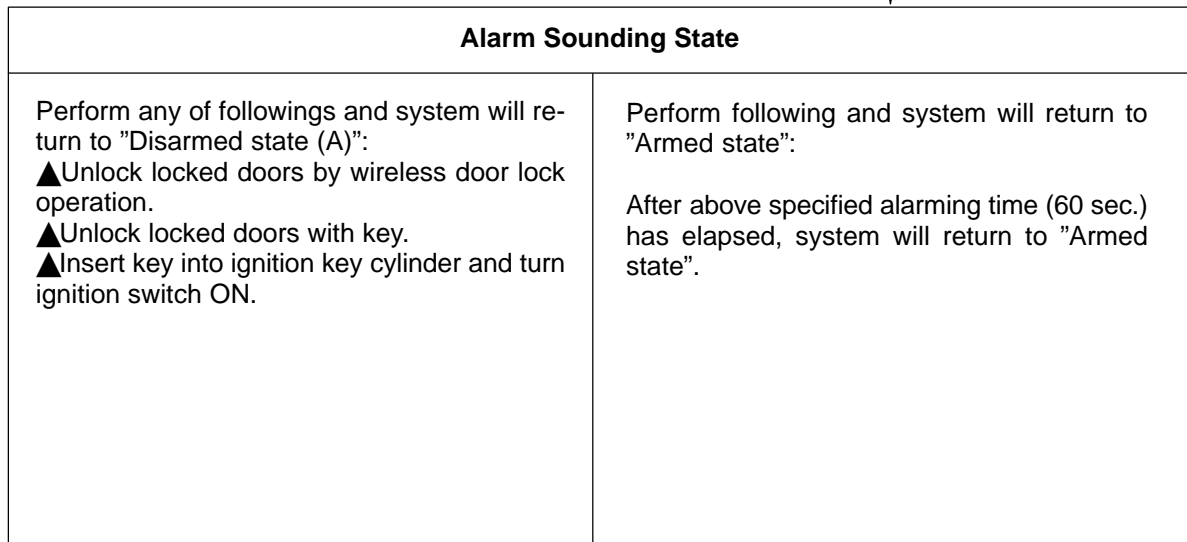 Alarm Sounding State
Perform any of followings and system will re-
turn to ”Disarmed state (A)”:
▲Unlock locked doors by wireless door lock
operation.
▲Unlock locked doors with key.
▲Insert key into ignition key cylinder and turn
ignition switch ON.
Perform following and system will return to
”Armed state”:
After above specified alarming time (60 sec.)
has elapsed, system will return to ”Armed
state”.